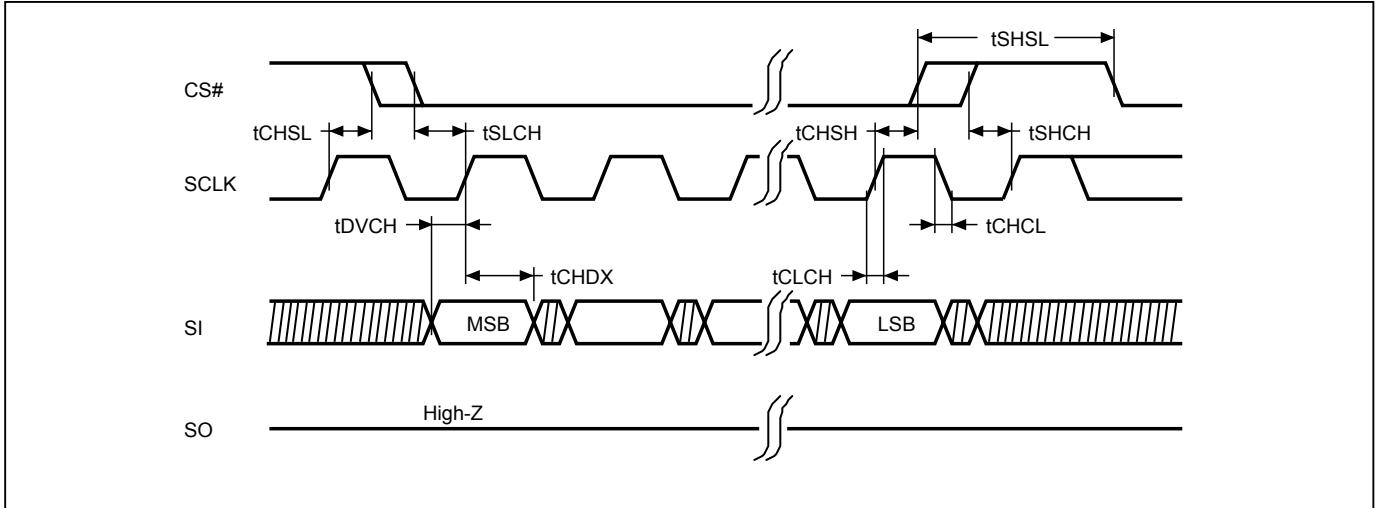 tSHSL
CS#
tCHSL
tSLCH
tCHSH
tSHCH
SCLK
tDVCH
tCHCL
tCHDX
tCLCH
SI
MSB
LSB
High-Z
SO